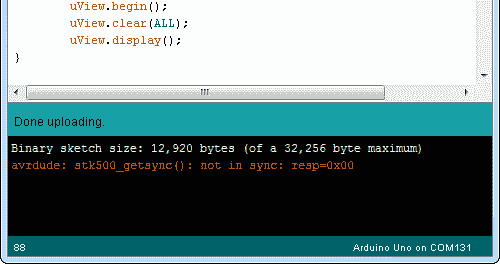 uView.begin();
uView.clear(ALL);
uView.display();
}
Done uploading.
Binary sketch size: 12,920 bytes (of a 32,256 byte maximum)
avrdude: stk500_getsync(): not in sync: resp=0x00
88
Arduino Uno on COM131